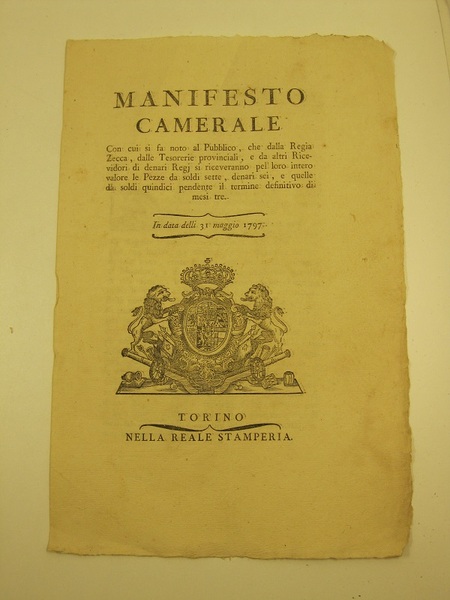 MANIFESTO
CAMERALE
Con cui si fa noto al Pubblico, che dalla Regia
Zecca, dalle Tesorerie provinciali, e da altri Rice-
vidori di denari Regj si riceveranno pel loro intero
valore le Pezze da soldi sette, denari sei, e quelle
da soldi quindici pendente il termine definitivo di
mesi tre.
In data delli 31 maggio 1797.
TORINO
NELLA REALE STAMPERIA.